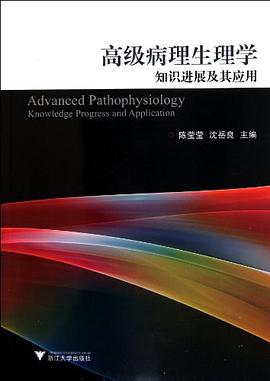 高级病理生理学
知识进展及其应用
Advanced Pathophysiology
Knowledge Progress and Application
陈莹莹 沈岳良 主编
浙江大学出版社